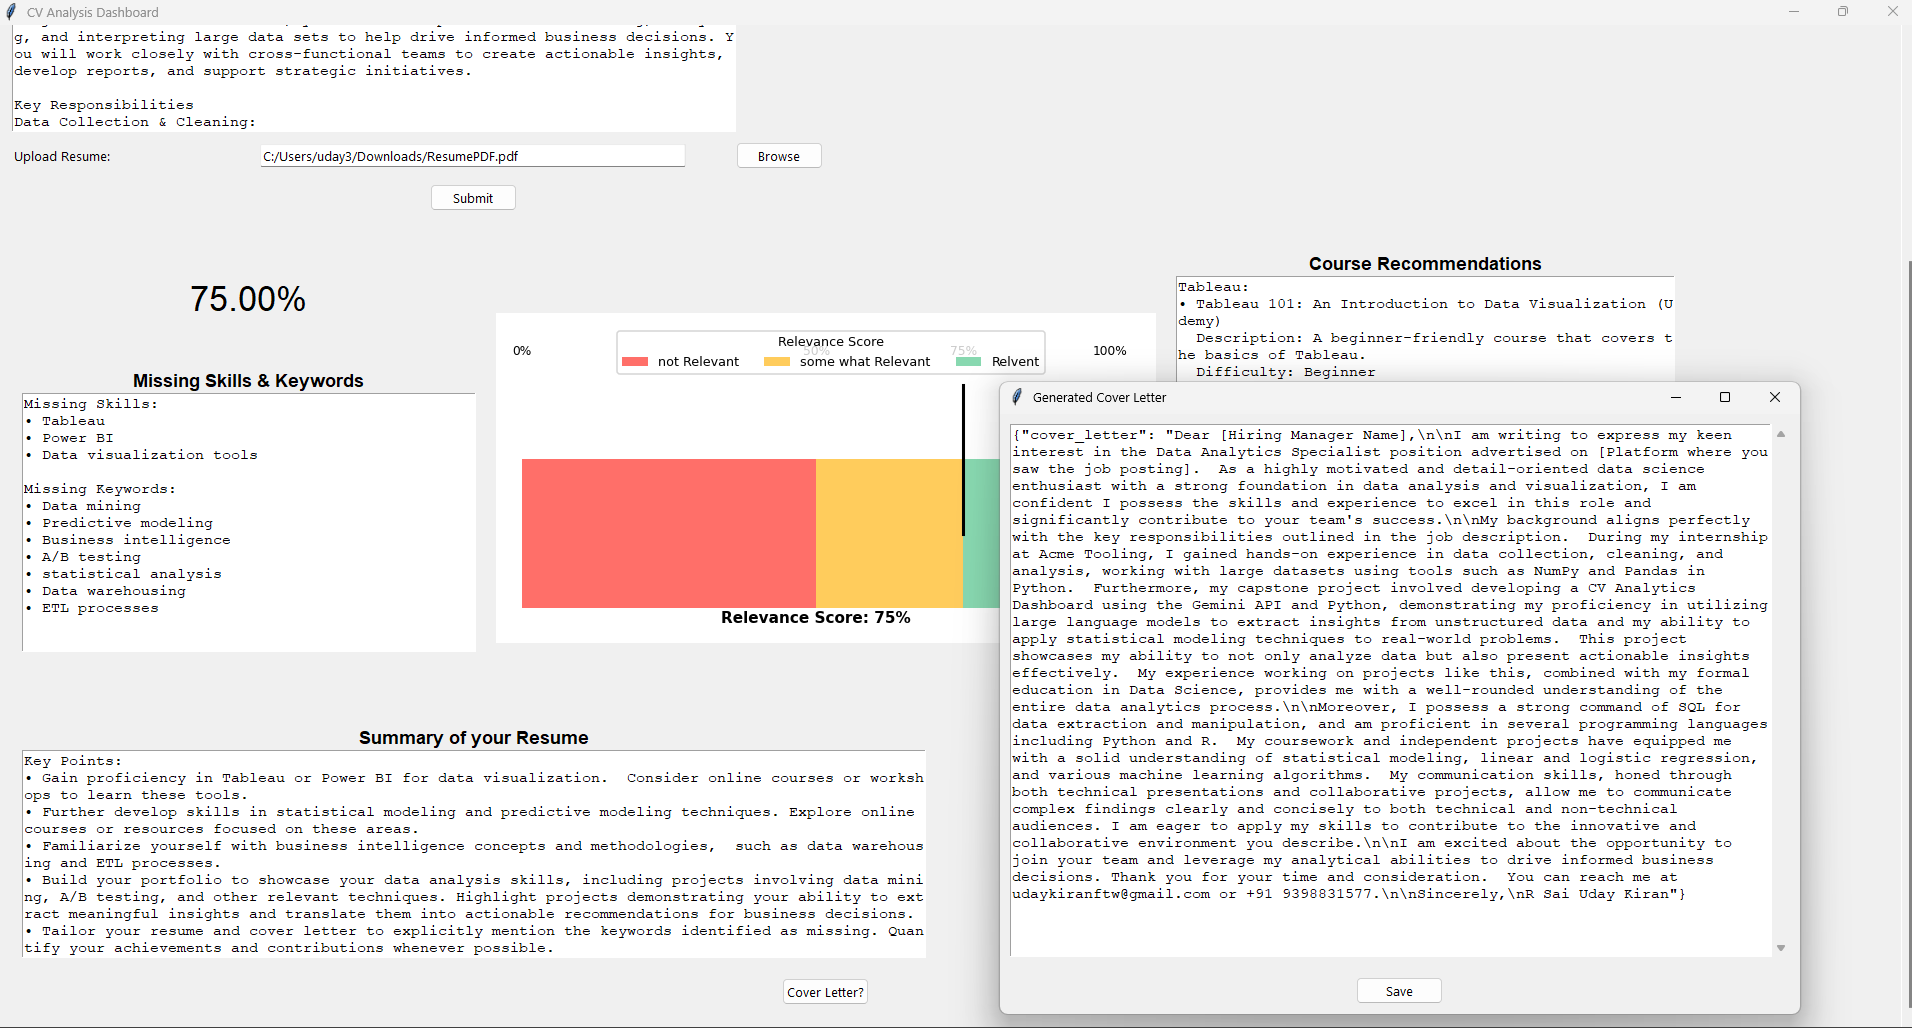 CV Analysis Dashboard
g, and interpreting large data sets to help drive informed business decisions. Y
ou will work closely with cross-functional teams to create actionable insights,
develop reports, and support strategic initiatives.
Key Responsibilities
Data Collection & Cleaning:
Upload Resume:
C:/Users/uday3/Downloads/ResumePDF.pdf
Browse
Submit
75.00%
Missing Skills & Keywords
Missing Skills:
• Tableau
• Power BI
• Data visualization tools
Missing Keywords:
• Data mining
• Predictive modeling
• Business intelligence
• A/B testing
• statistical analysis
• Data warehousing
• ETL processes
Relevance Score
0% 50% 75% 100%
not Relevant some what Relevant Relvent
Relevance Score: 75%
Course Recommendations
Tableau:
• Tableau 101: An Introduction to Data Visualization (U
demy)
Description: A beginner-friendly course that covers t
he basics of Tableau.
Difficulty: Beginner
Summary of your Resume
Key Points:
• Gain proficiency in Tableau or Power BI for data visualization.  Consider online courses or worksh
ops to learn these tools.
• Further develop skills in statistical modeling and predictive modeling techniques. Explore online
courses or resources focused on these areas.
• Familiarize yourself with business intelligence concepts and methodologies,  such as data warehous
ing and ETL processes.
• Build your portfolio to showcase your data analysis skills, including projects involving data mini
ng, A/B testing, and other relevant techniques. Highlight projects demonstrating your ability to ext
ract meaningful insights and translate them into actionable recommendations for business decisions.
• Tailor your resume and cover letter to explicitly mention the keywords identified as missing. Quan
tify your achievements and contributions whenever possible.
Cover Letter?
Generated Cover Letter
{"cover_letter": "Dear [Hiring Manager Name],\n\nI am writing to express my keen
interest in the Data Analytics Specialist position advertised on [Platform where you
saw the job posting].  As a highly motivated and detail-oriented data science
enthusiast with a strong foundation in data analysis and visualization, I am
confident I possess the skills and experience to excel in this role and
significantly contribute to your team's success.\n\nMy background aligns perfectly
with the key responsibilities outlined in the job description.  During my internship
at Acme Tooling, I gained hands-on experience in data collection, cleaning, and
analysis, working with large datasets using tools such as NumPy and Pandas in
Python.  Furthermore, my capstone project involved developing a CV Analytics
Dashboard using the Gemini API and Python, demonstrating my proficiency in utilizing
large language models to extract insights from unstructured data and my ability to
apply statistical modeling techniques to real-world problems.  This project
showcases my ability to not only analyze data but also present actionable insights
effectively.  My experience working on projects like this, combined with my formal
education in Data Science, provides me with a well-rounded understanding of the
entire data analytics process.\n\nMoreover, I possess a strong command of SQL for
data extraction and manipulation, and am proficient in several programming languages
including Python and R.  My coursework and independent projects have equipped me
with a solid understanding of statistical modeling, linear and logistic regression,
and various machine learning algorithms.  My communication skills, honed through
both technical presentations and collaborative projects, allow me to communicate
complex findings clearly and concisely to both technical and non-technical
audiences. I am eager to apply my skills to contribute to the innovative and
collaborative environment you describe.\n\nI am excited about the opportunity to
join your team and leverage my analytical abilities to drive informed business
decisions. Thank you for your time and consideration.  You can reach me at
udaykiranftw@gmail.com or +91 9398831577.\n\nSincerely,\nR Sai Uday Kiran"}
Save